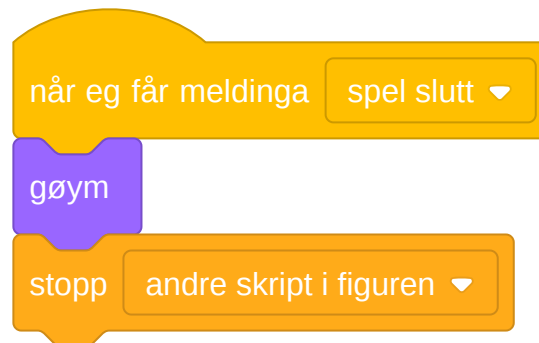 når eg får meldinga spel slutt
gøym
stopp andre skript i figuren